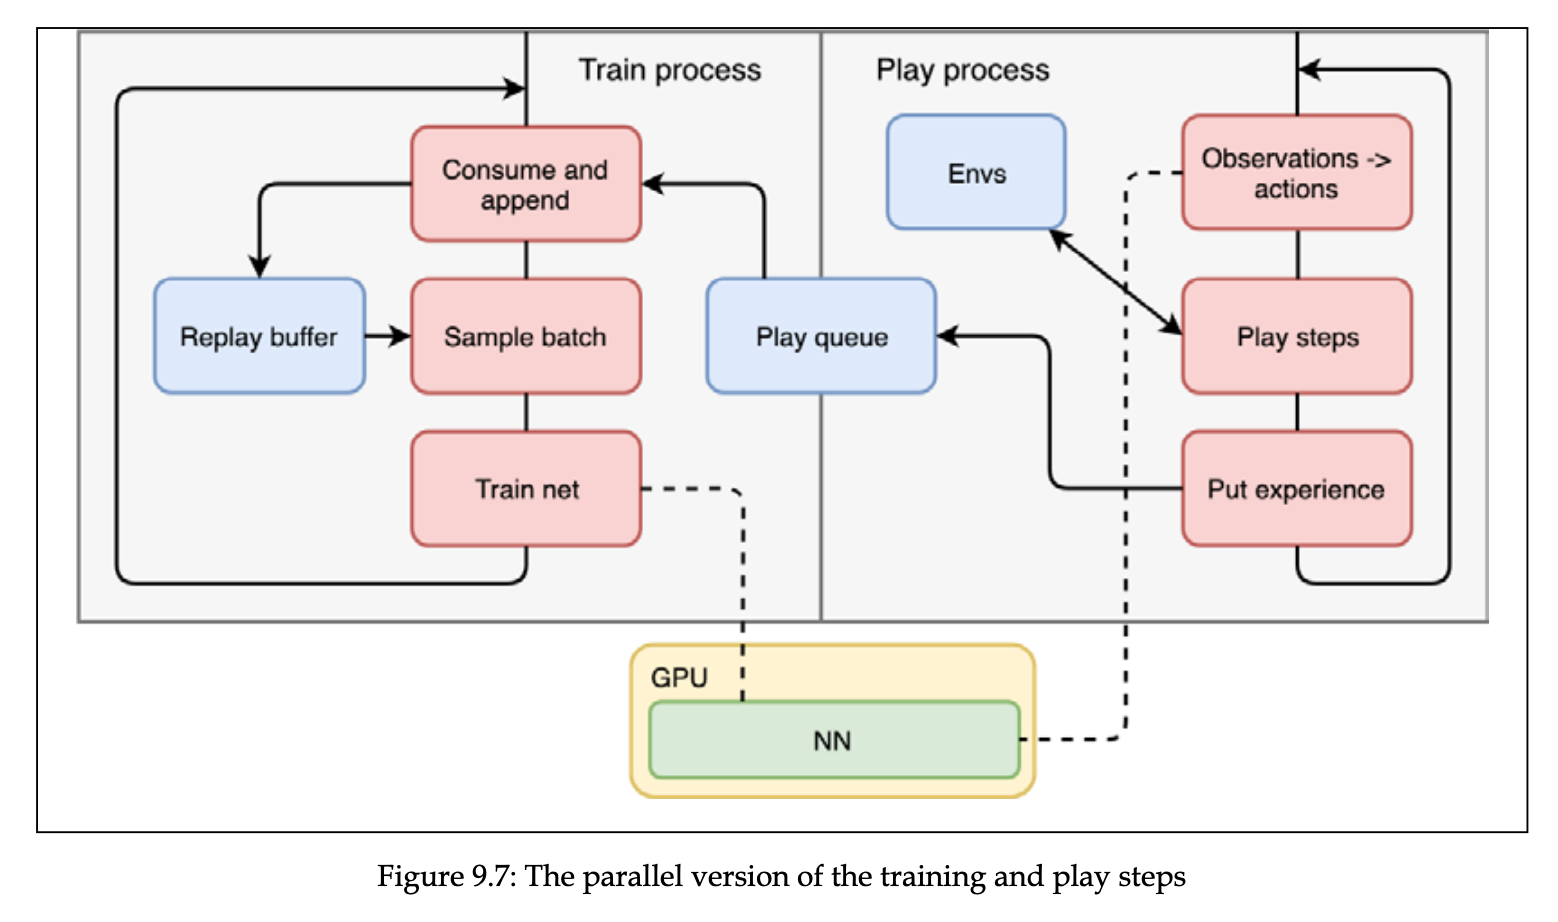 Train process
Play process
Consume and
append
Envs
Observations ->
actions
Replay buffer
Sample batch
Play queue
Play steps
Train net
Put experience
GPU
NN
Figure 9.7: The parallel version of the training and play steps